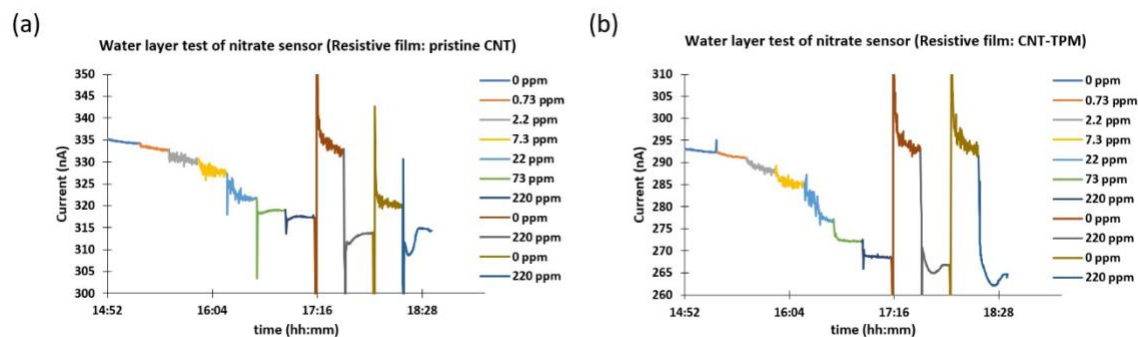 (a)
Water layer test of nitrate sensor (Resistive film: pristine CNT)
350
345
340
335
330
325
320
315
310
305
300
Current (nA)
14:52
16:04
17:16
18:28
time (hh:mm)
0 ppm
0.73 ppm
2.2 ppm
7.3 ppm
22 ppm
73 ppm
220 ppm
0 ppm
220 ppm
0 ppm
220 ppm
(b)
Water layer test of nitrate sensor (Resistive film: CNT-TPM)
310
305
300
295
290
285
280
275
270
265
260
Current (nA)
14:52
16:04
17:16
18:28
time (hh:mm)
0 ppm
0.73 ppm
2.2 ppm
7.3 ppm
22 ppm
73 ppm
220 ppm
0 ppm
220 ppm
0 ppm
220 ppm